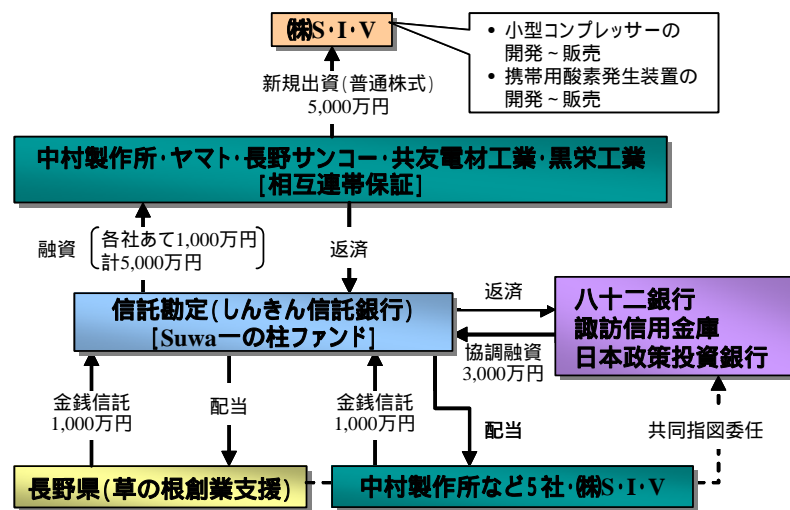 ㈱S・I・V
• 小型コンプレッサーの
開発～販売
• 携帯用酸素発生装置の
開発～販売
新規出資(普通株式)
5,000万円
中村製作所・ヤマト・長野サンコー・共友電材工業・黒栄工業
[相互連帯保証]
融資
各社あて1,000万円
計5,000万円
返済
信託勘定(しんきん信託銀行)
[Suwa一の柱ファンド]
返済
協調融資
3,000万円
八十二銀行
諏訪信用金庫
日本政策投資銀行
金銭信託
1,000万円
配当
金銭信託
1,000万円
配当
共同指図委任
長野県(草の根創業支援)
中村製作所など5社・㈱S・I・V